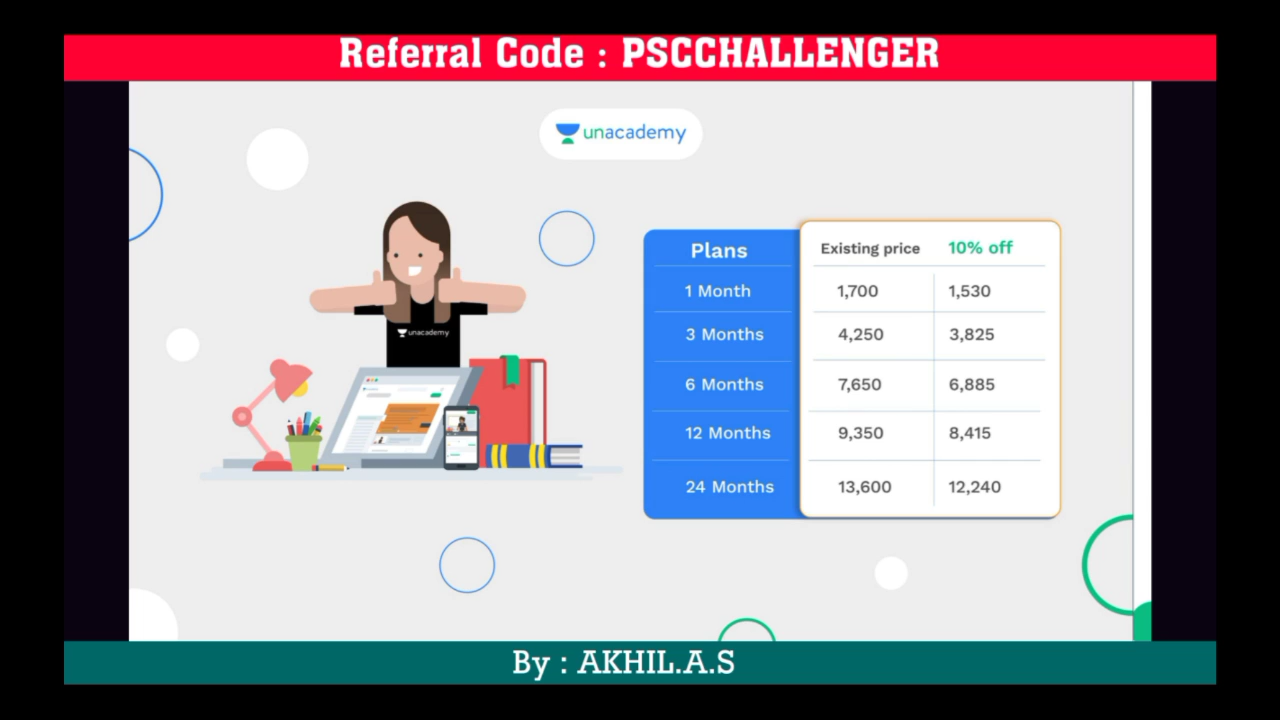 Referral Code : PSCCHALLENGER
unacademy
unacademy
Plans Existing price 10% off
1 Month 1,700 1,530
3 Months 4,250 3,825
6 Months 7,650 6,885
12 Months 9,350 8,415
24 Months 13,600 12,240
By : AKHIL.A.S